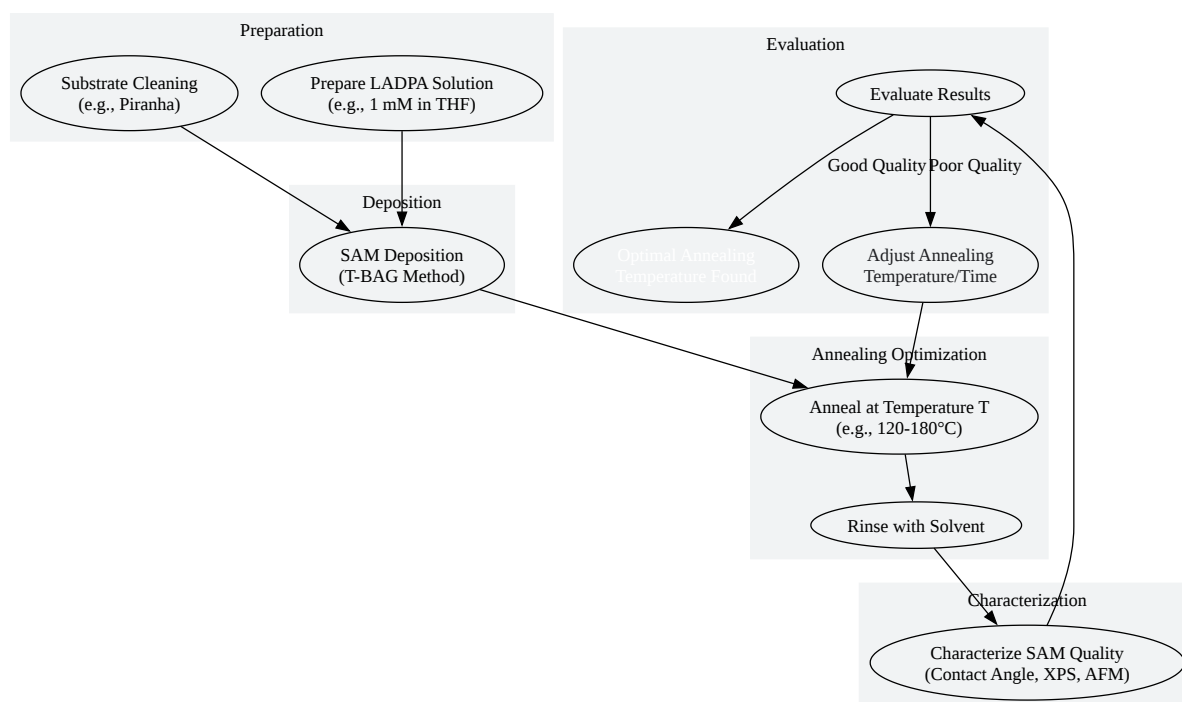 Preparation
Substrate Cleaning
(e.g., Piranha)
Prepare LADPA Solution
(e.g., 1 mM in THF)
Deposition
SAM Deposition
(T-BAG Method)
Evaluation
Evaluate Results
Good Quality
Poor Quality
Optimal Annealing
Temperature Found
Adjust Annealing
Temperature/Time
Annealing Optimization
Anneal at Temperature T
(e.g., 120-180°C)
Rinse with Solvent
Characterization
Characterize SAM Quality
(Contact Angle, XPS, AFM)